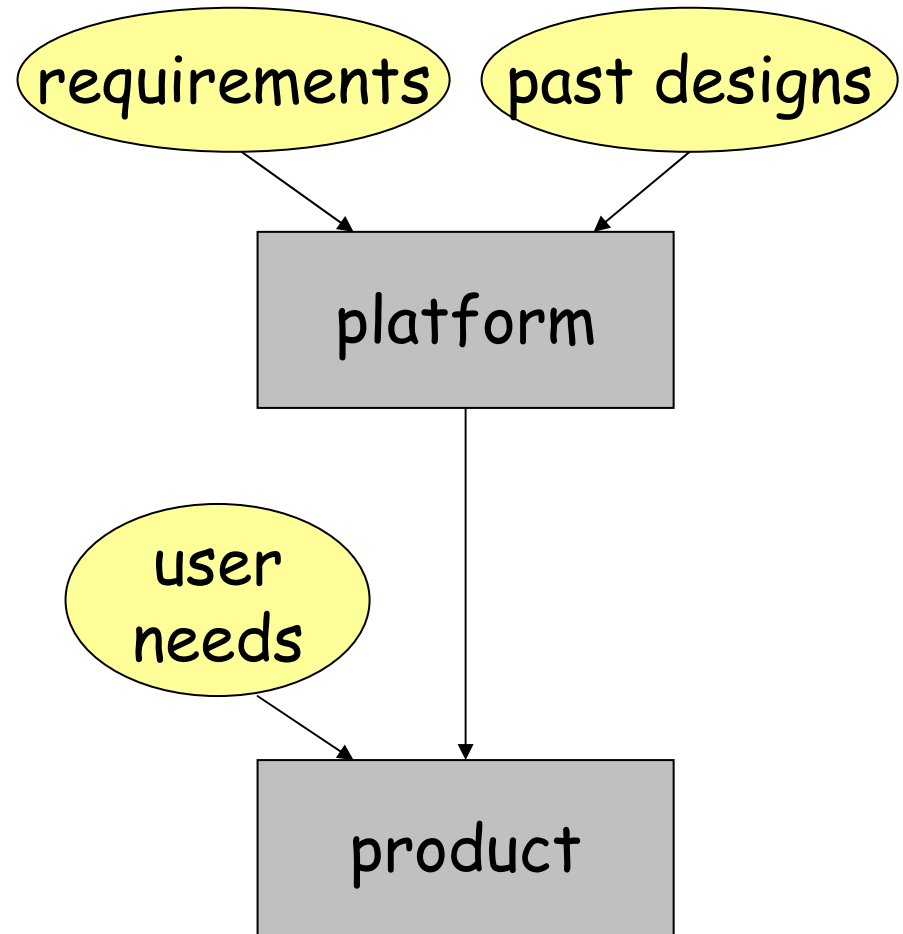 requirements
past designs
platform
user
needs
product